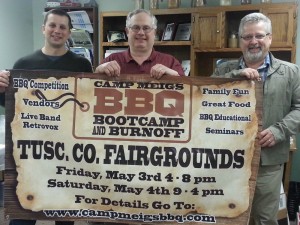 BBQ Competition
Vendors
Live Band
Retrovox
CAMP MEIGS
BBQ
BOOTCAMP
AND BURNOFF
Family Fun
Great Food
BBQ Educational
Seminars
TUSC. CO. FAIRGROUNDS
Friday, May 3rd 4 - 8 pm
Saturday, May 4th 9 - 4 pm
For Details Go To:
www.campmeigsbbq.com